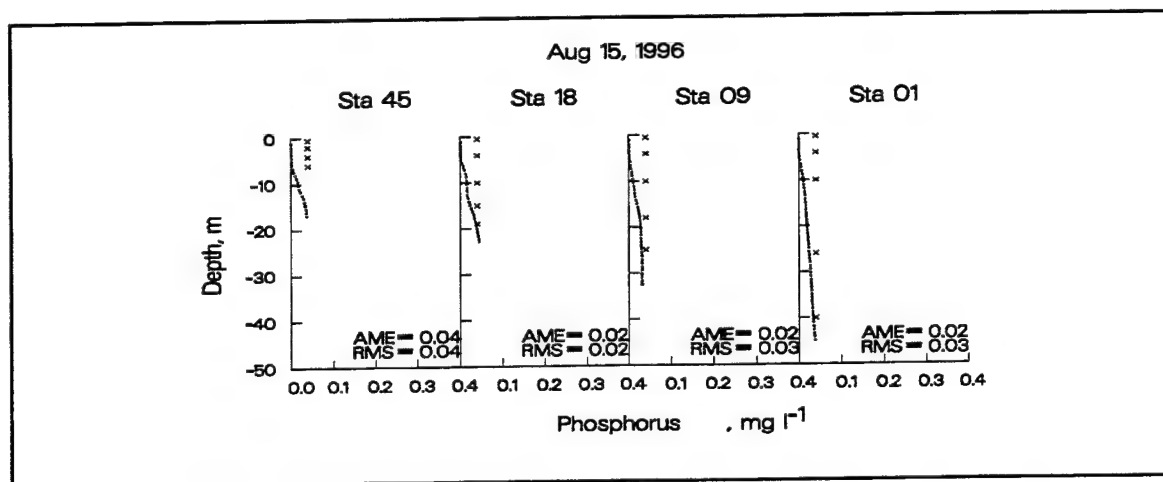 Aug 15, 1996
Sta 45 Sta 18 Sta 09 Sta 01
0
-10
-20
-30
-40
-50
Depth, m
AME= 0.04 AME= 0.02 AME= 0.02 AME= 0.02
RMS= 0.04 RMS= 0.02 RMS= 0.03 RMS= 0.03
0.0 0.1 0.2 0.3 0.4 0.1 0.2 0.3 0.4 0.1 0.2 0.3 0.4 0.1 0.2 0.3 0.4
Phosphorus , mg l⁻¹